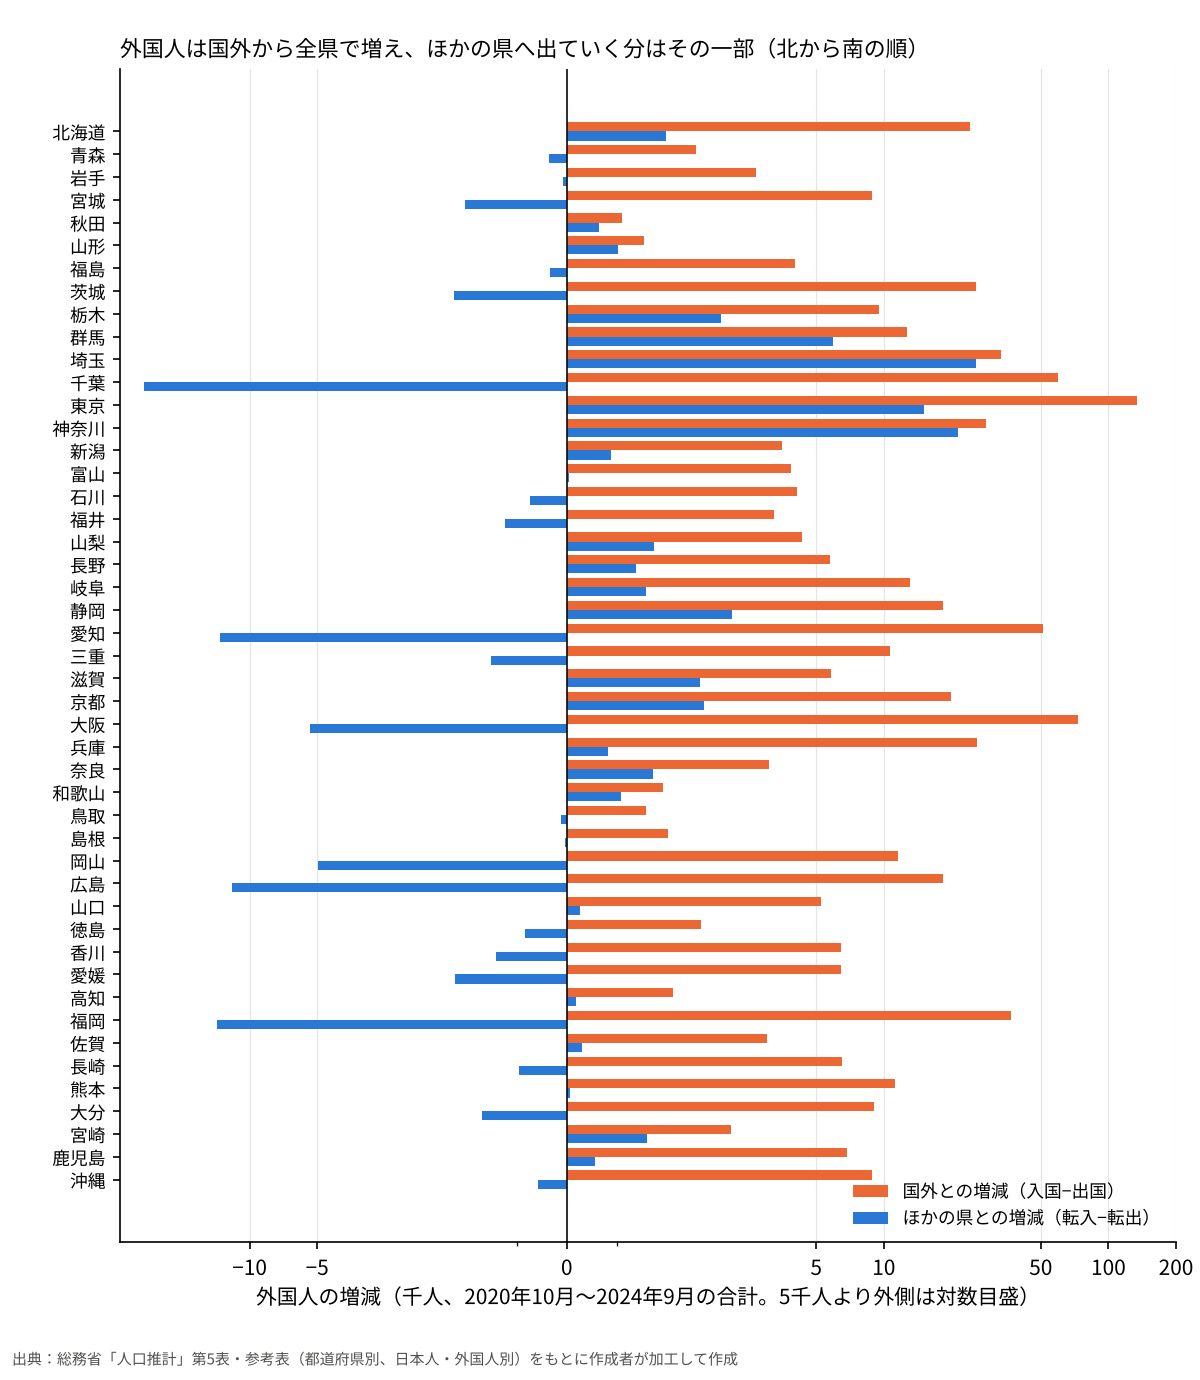 外国人は国外から全県で増え、ほかの県へ出ていく分はその一部（北から南の順）
北海道
青森
岩手
宮城
秋田
山形
福島
茨城
栃木
群馬
埼玉
千葉
東京
神奈川
新潟
富山
石川
福井
山梨
長野
岐阜
静岡
愛知
三重
滋賀
京都
大阪
兵庫
奈良
和歌山
鳥取
島根
岡山
広島
山口
徳島
香川
愛媛
高知
福岡
佐賀
長崎
熊本
大分
宮崎
鹿児島
沖縄
国外との増減（入国−出国）
ほかの県との増減（転入−転出）
−10 −5 0 5 10 50 100 200
外国人の増減（千人、2020年10月～2024年9月の合計。5千人より外側は対数目盛）
出典：総務省「人口推計」第5表・参考表（都道府県別、日本人・外国人別）をもとに作成者が加工して作成